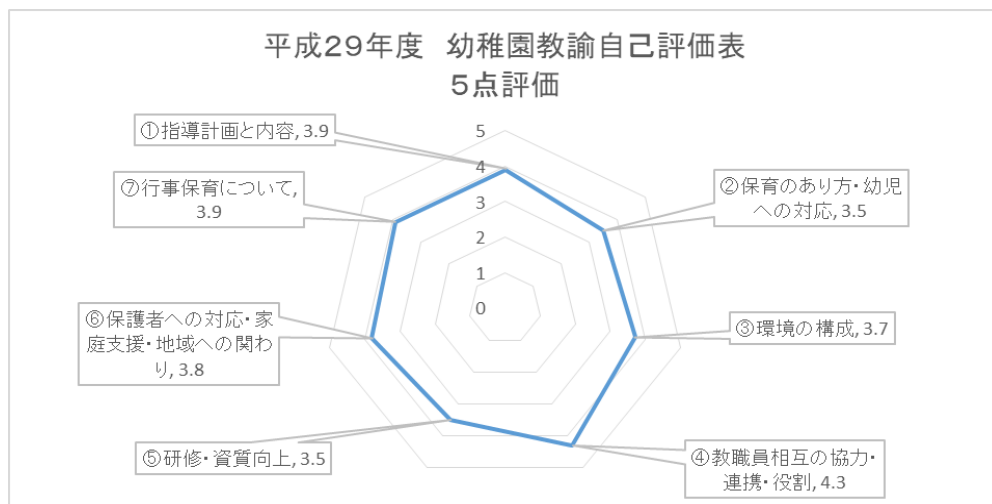 平成29年度　幼稚園教諭自己評価表
5点評価
①指導計画と内容, 3.9
②保育のあり方・幼児
への対応, 3.5
③環境の構成, 3.7
④教職員相互の協力・
連携・役割, 4.3
⑤研修・資質向上, 3.5
⑥保護者への対応・家
庭支援・地域への関わ
り, 3.8
⑦行事保育について,
3.9
5
4
3
2
1
0